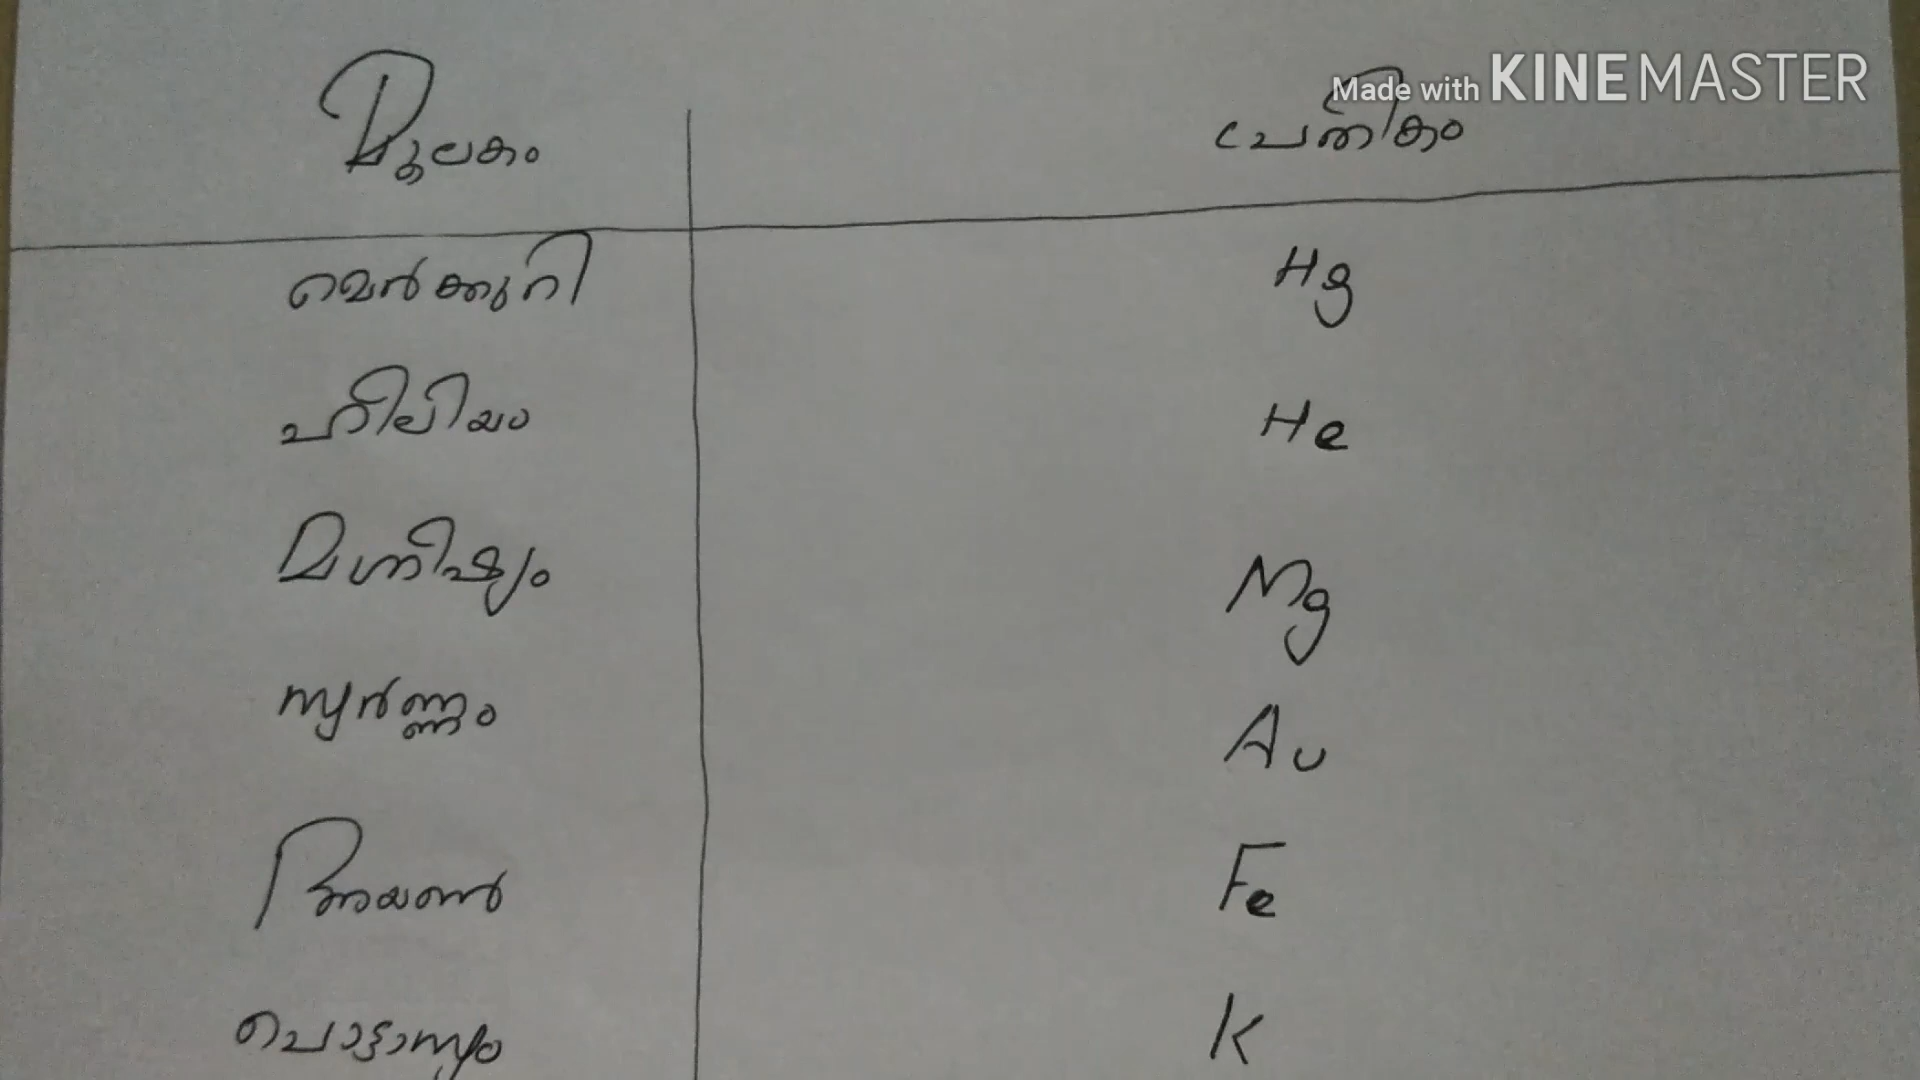 Made with KINEMASTER
മൂലകം പ്രതീകം
മെർക്കുറി Hg
ഹീലിയം He
മഗ്നീഷ്യം Mg
സ്വർണ്ണം Au
അയൺ Fe
പൊട്ടാസ്യം K